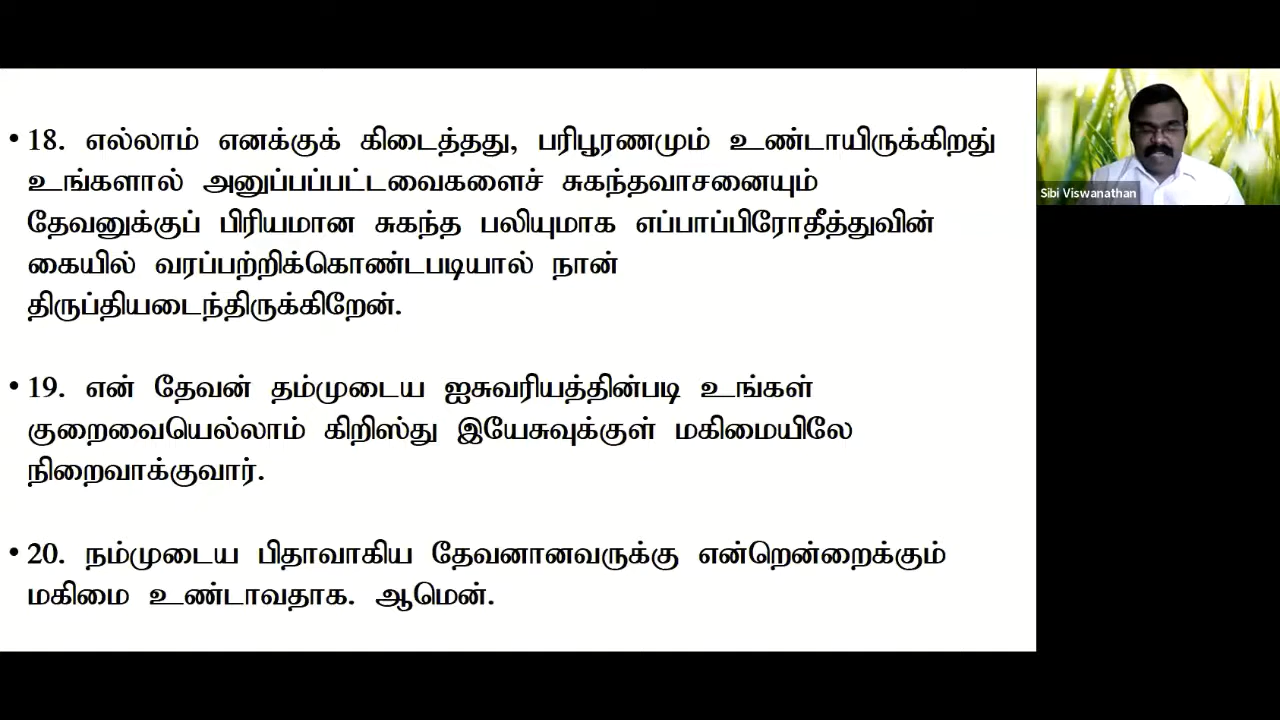 • 18. எல்லாம் எனக்குக் கிடைத்தது, பரிபூரணமும் உண்டாயிருக்கிறது
உங்களால் அனுப்பப்பட்டவைகளைச் சுகந்தவாசனையும்
தேவனுக்குப் பிரியமான சுகந்த பலியுமாக எப்பாப்பிரோதீத்துவின்
கையில் வரப்பற்றிக்கொண்டபடியால் நான்
திருப்தியடைந்திருக்கிறேன்.
• 19. என் தேவன் தம்முடைய ஐசுவரியத்தின்படி உங்கள்
குறைவையெல்லாம் கிறிஸ்து இயேசுவுக்குள் மகிமையிலே
நிறைவாக்குவார்.
• 20. நம்முடைய பிதாவாகிய தேவனானவருக்கு என்றென்றைக்கும்
மகிமை உண்டாவதாக. ஆமென்.
Sibi Viswanathan